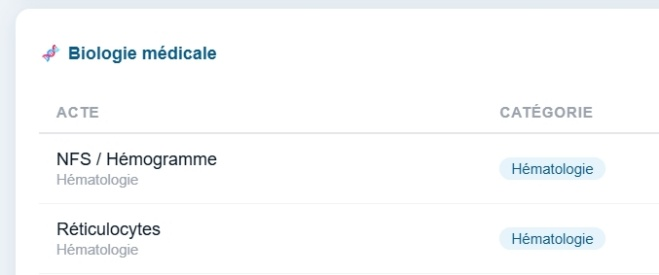 Biologie médicale
ACTE CATÉGORIE
NFS / Hémogramme
Hématologie
Hématologie
Réticulocytes
Hématologie
Hématologie